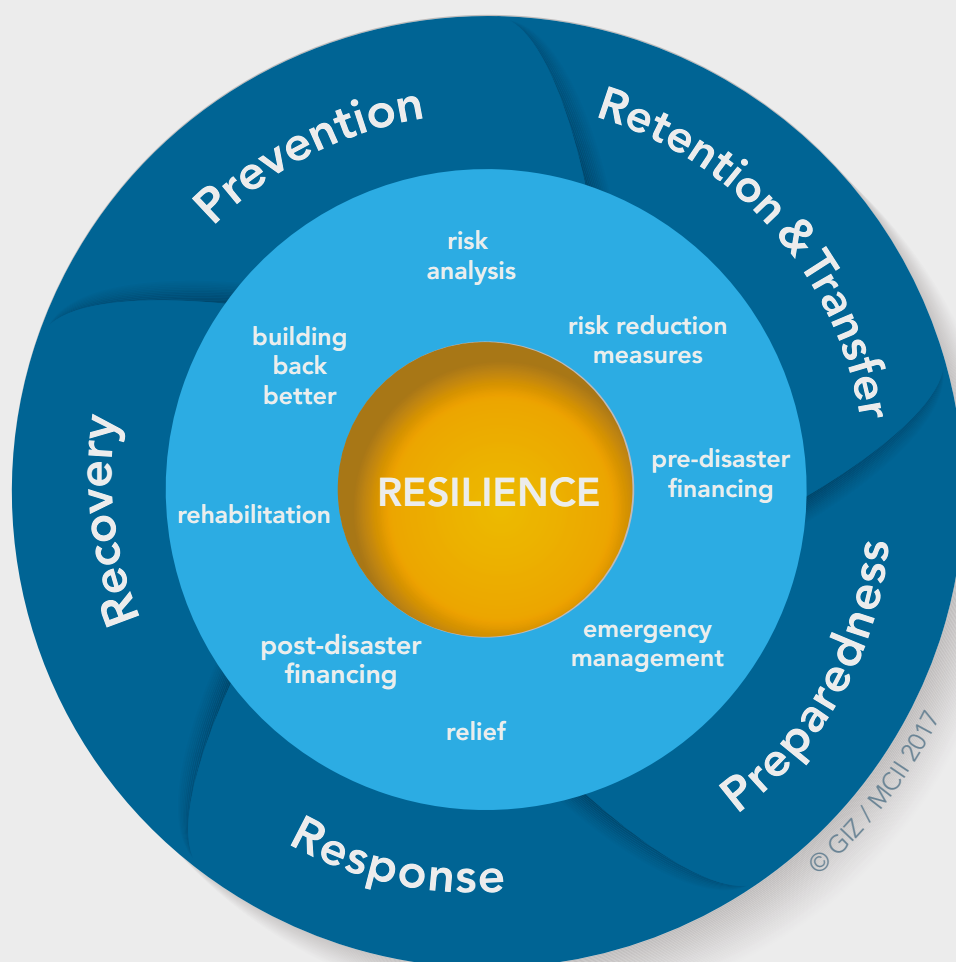 Prevention
Retention & Transfer
Preparedness
Response
Recovery
risk
analysis
risk reduction
measures
pre-disaster
financing
emergency
management
relief
post-disaster
financing
rehabilitation
building
back
better
RESILIENCE
© GIZ / MCII 2017